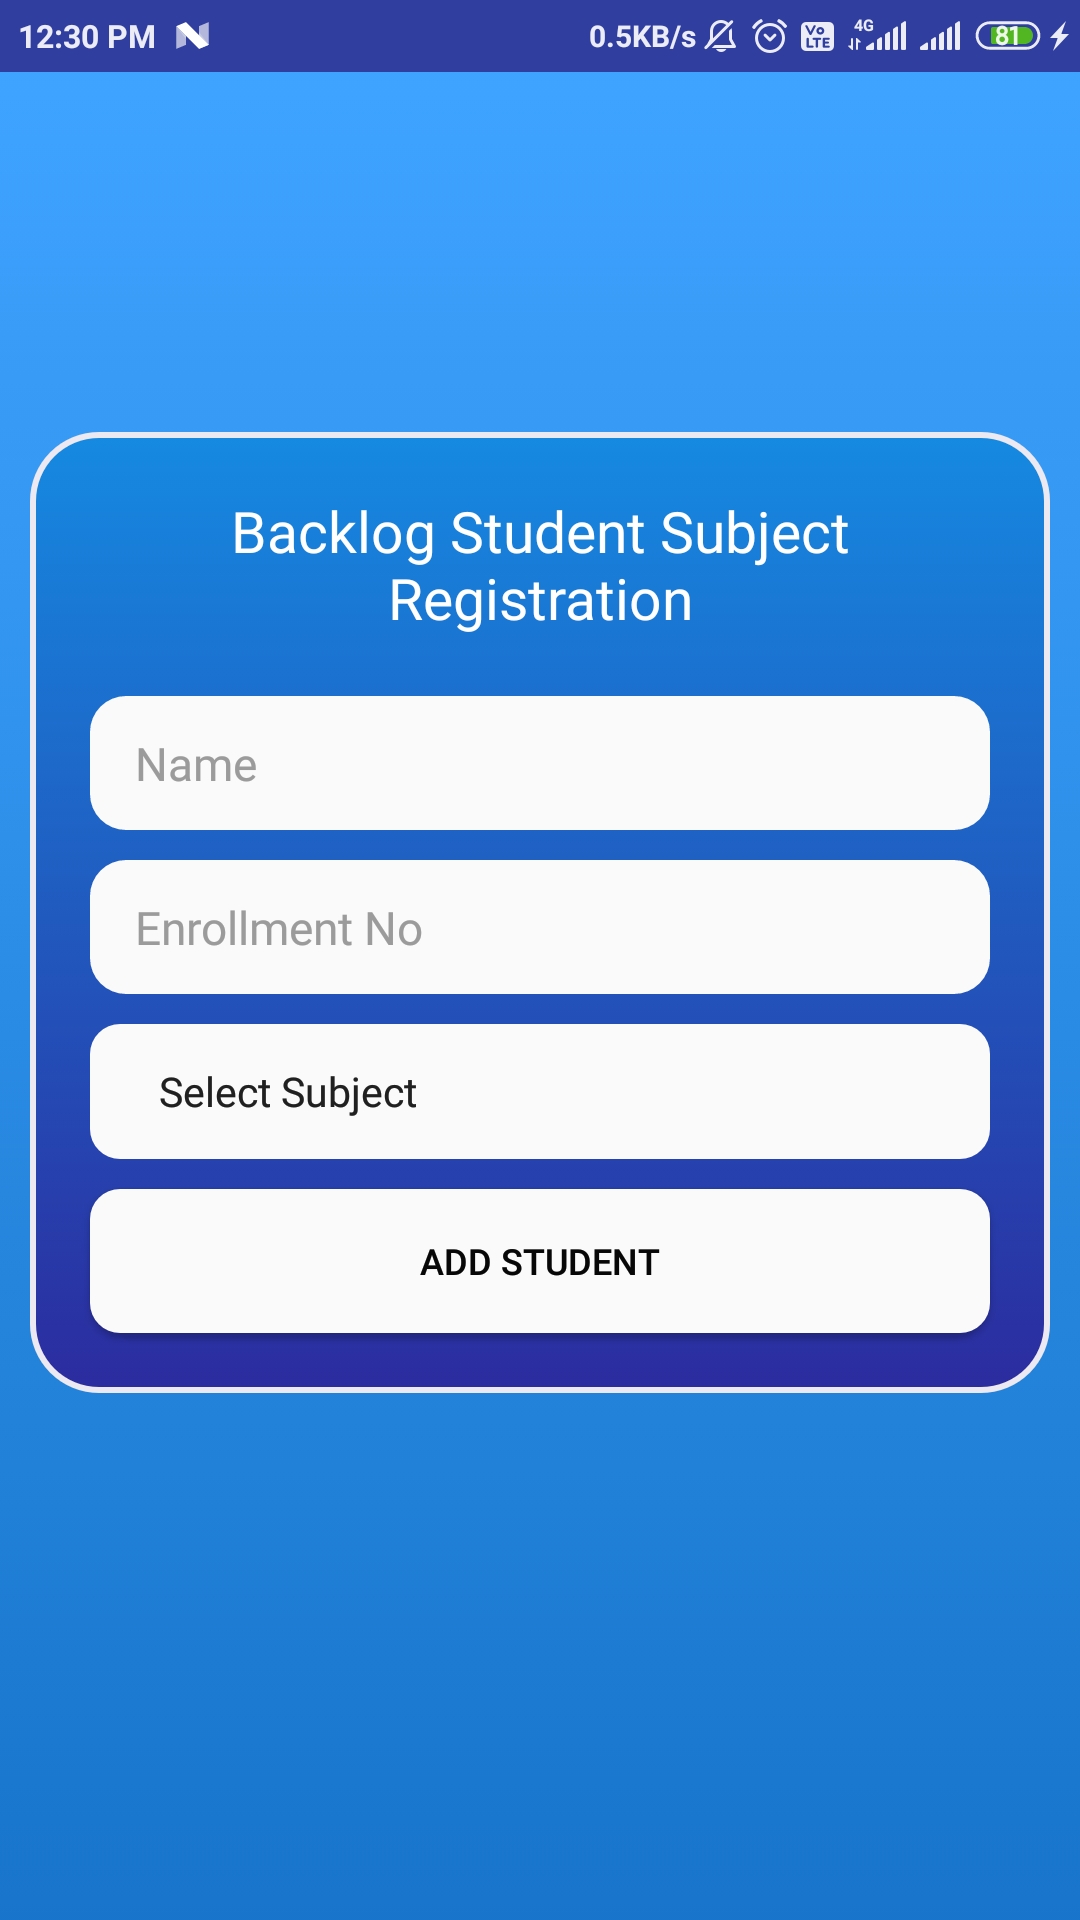 12:30 PM 0.5KB/s Vo LTE 4G 81
Backlog Student Subject
Registration
Name
Enrollment No
Select Subject
ADD STUDENT